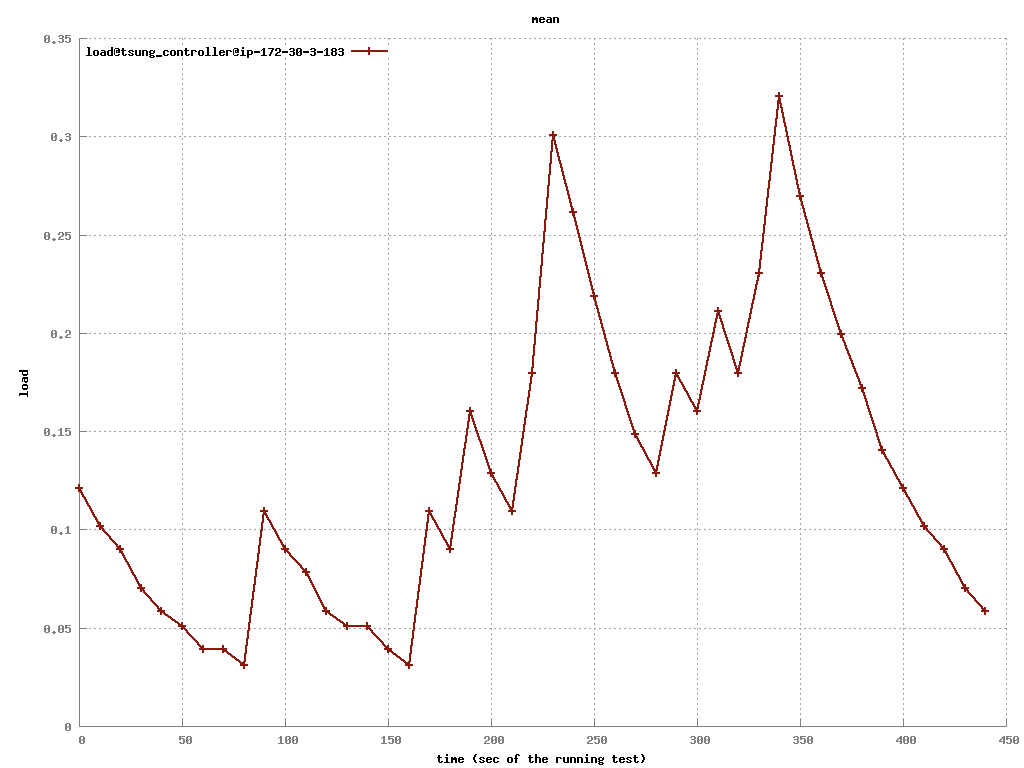 mean
0.35
load@tsung_controller@ip-172-30-3-183
0.3
0.25
0.2
load
0.15
0.1
0.05
0
0 50 100 150 200 250 300 350 400 450
time (sec of the running test)